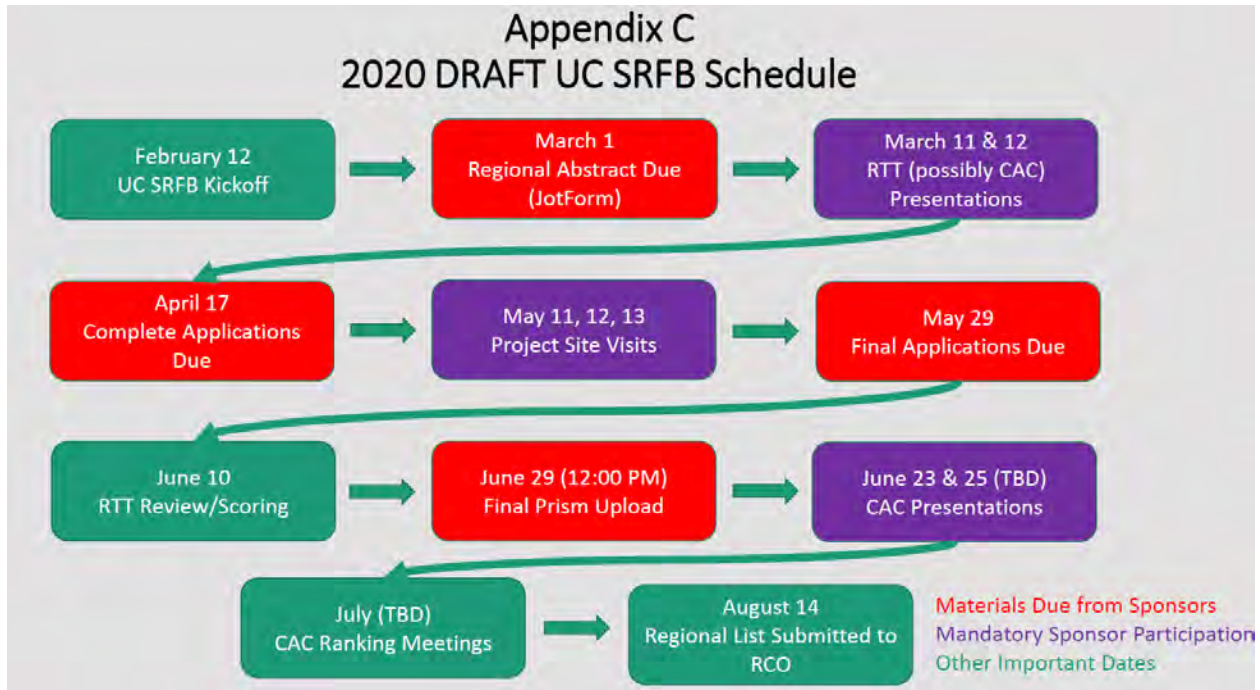 Appendix C
2020 DRAFT UC SRFB Schedule
February 12
UC SRFB Kickoff
March 1
Regional Abstract Due
(JotForm)
March 11 & 12
RTT (possibly CAC)
Presentations
April 17
Complete Applications
Due
May 11, 12, 13
Project Site Visits
May 29
Final Applications Due
June 10
RTT Review/Scoring
June 29 (12:00 PM)
Final Prism Upload
June 23 & 25 (TBD)
CAC Presentations
July (TBD)
CAC Ranking Meetings
August 14
Regional List Submitted to
RCO
Materials Due from Sponsors
Mandatory Sponsor Participation
Other Important Dates